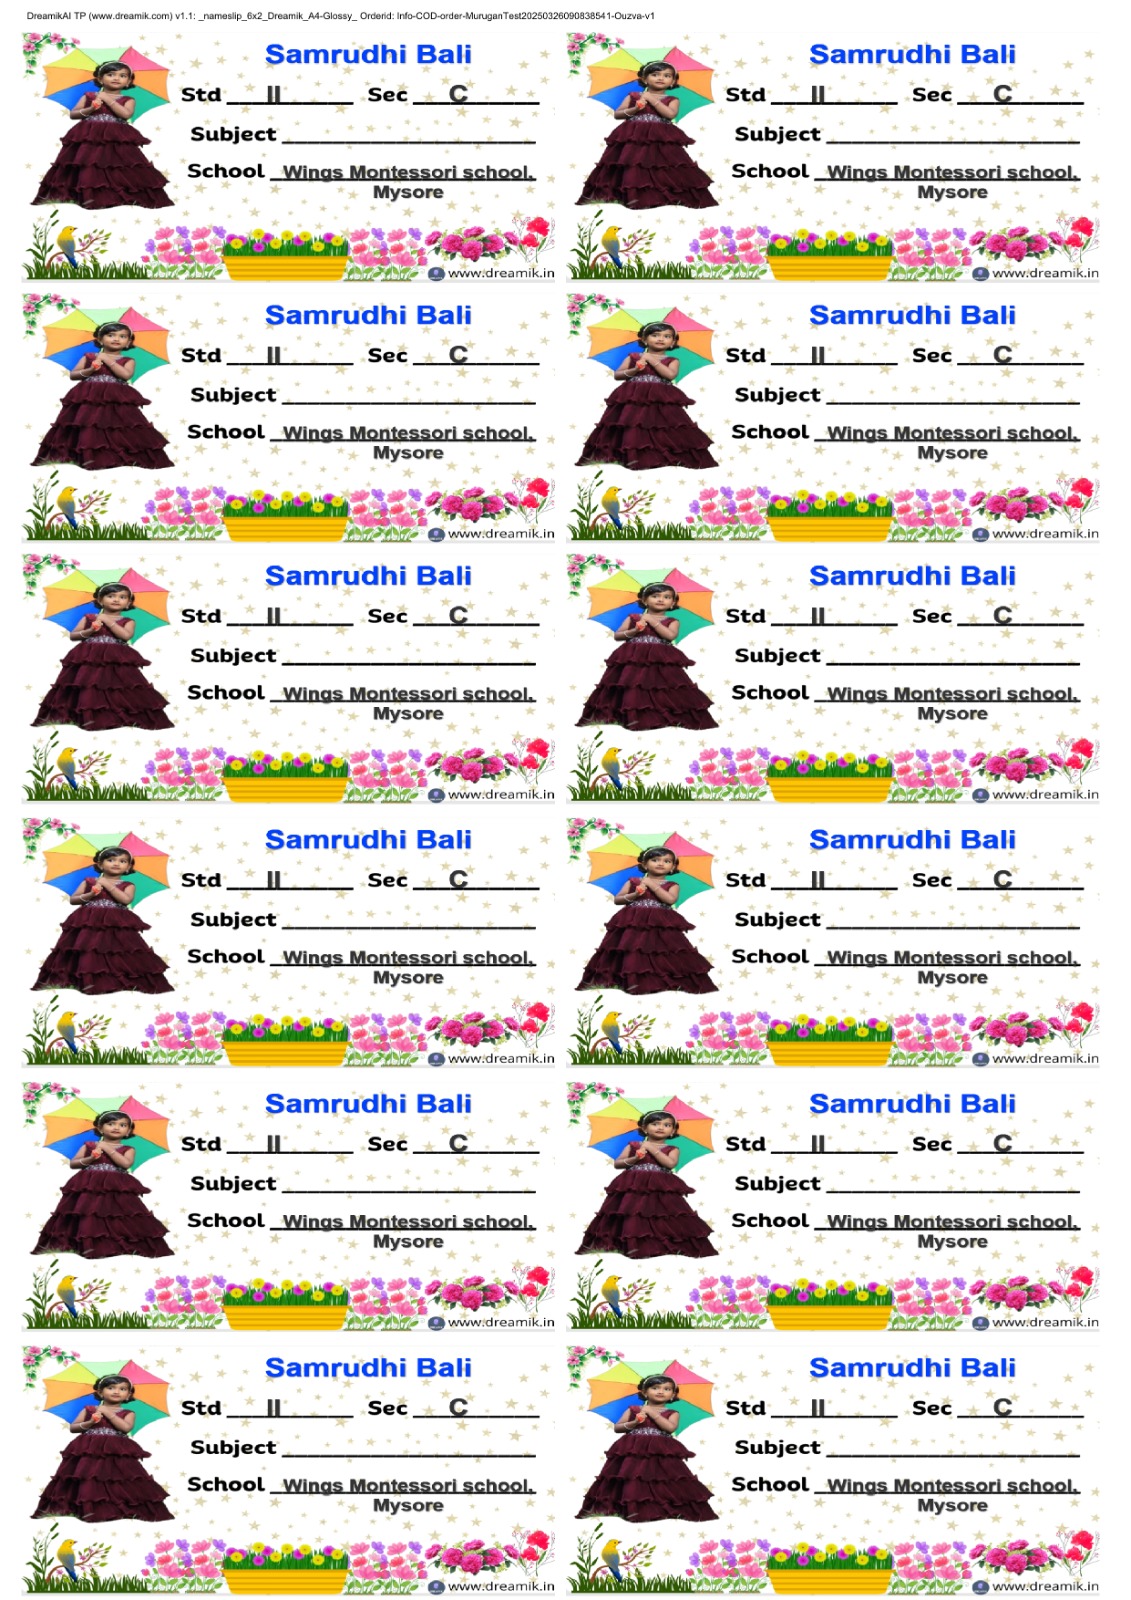 DreamikAI TP (www.dreamik.com) v1.1: _nameslip_6x2_Dreamik_A4-Glossy_ Orderid: Info-COD-order-MuruganTest20250326090838541-Ouzva-v1
Samrudhi Bali
Std II Sec C
Subject
School Wings Montessori school,
Mysore
www.dreamik.in
Samrudhi Bali
Std II Sec C
Subject
School Wings Montessori school,
Mysore
www.dreamik.in
Samrudhi Bali
Std II Sec C
Subject
School Wings Montessori school,
Mysore
www.dreamik.in
Samrudhi Bali
Std II Sec C
Subject
School Wings Montessori school,
Mysore
www.dreamik.in
Samrudhi Bali
Std II Sec C
Subject
School Wings Montessori school,
Mysore
www.dreamik.in
Samrudhi Bali
Std II Sec C
Subject
School Wings Montessori school,
Mysore
www.dreamik.in
Samrudhi Bali
Std II Sec C
Subject
School Wings Montessori school,
Mysore
www.dreamik.in
Samrudhi Bali
Std II Sec C
Subject
School Wings Montessori school,
Mysore
www.dreamik.in
Samrudhi Bali
Std II Sec C
Subject
School Wings Montessori school,
Mysore
www.dreamik.in
Samrudhi Bali
Std II Sec C
Subject
School Wings Montessori school,
Mysore
www.dreamik.in
Samrudhi Bali
Std II Sec C
Subject
School Wings Montessori school,
Mysore
www.dreamik.in
Samrudhi Bali
Std II Sec C
Subject
School Wings Montessori school,
Mysore
www.dreamik.in